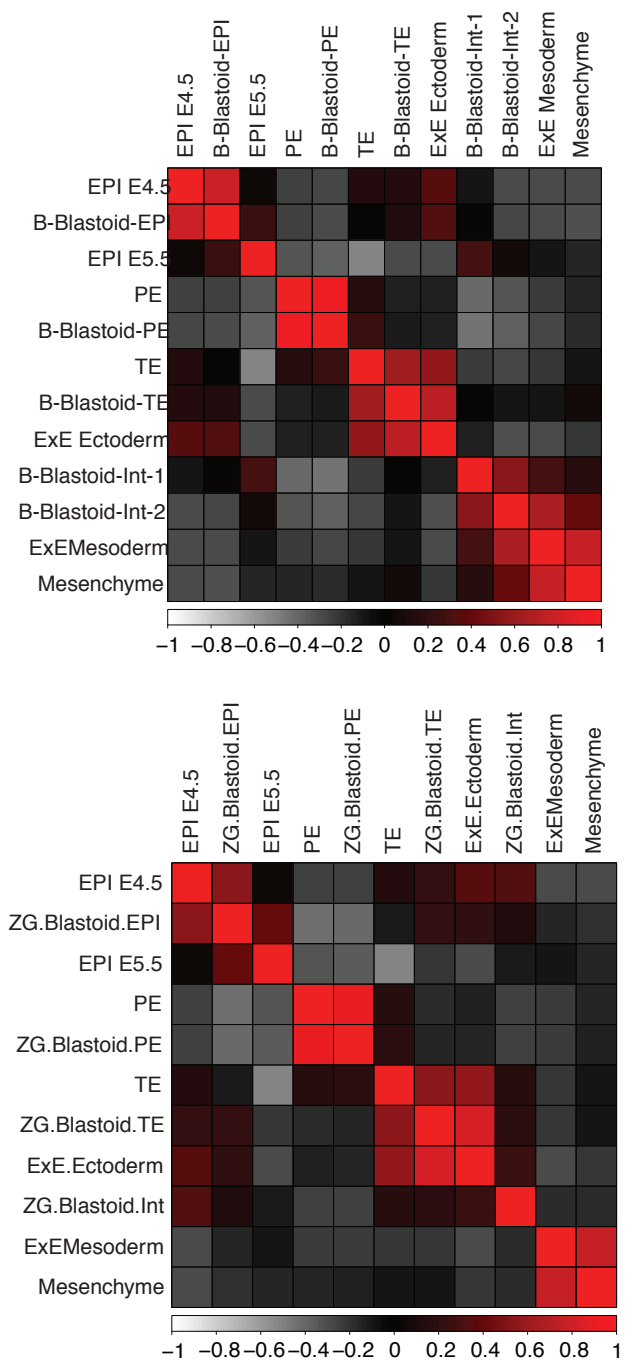 EPI E4.5
B-Blastoid-EPI
EPI E5.5
PE
B-Blastoid-PE
TE
B-Blastoid-TE
ExE Ectoderm
B-Blastoid-Int-1
B-Blastoid-Int-2
ExE Mesoderm
Mesenchyme
EPI E4.5
B-Blastoid-EPI
EPI E5.5
PE
B-Blastoid-PE
TE
B-Blastoid-TE
ExE Ectoderm
B-Blastoid-Int-1
B-Blastoid-Int-2
ExEMesoderm
Mesenchyme
−1 −0.8 −0.6 −0.4 −0.2 0 0.2 0.4 0.6 0.8 1
EPI E4.5
ZG.Blastoid.EPI
EPI E5.5
PE
ZG.Blastoid.PE
TE
ZG.Blastoid.TE
ExE.Ectoderm
ZG.Blastoid.Int
ExEMesoderm
Mesenchyme
EPI E4.5
ZG.Blastoid.EPI
EPI E5.5
PE
ZG.Blastoid.PE
TE
ZG.Blastoid.TE
ExE.Ectoderm
ZG.Blastoid.Int
ExEMesoderm
Mesenchyme
−1 −0.8 −0.6 −0.4 −0.2 0 0.2 0.4 0.6 0.8 1